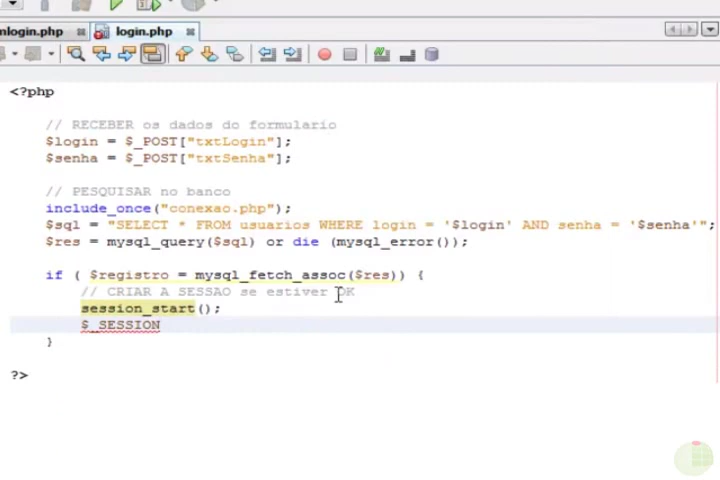 nlogin.php login.php
<?php
// RECEBER os dados do formulario
$login = $_POST["txtLogin"];
$senha = $_POST["txtSenha"];
// PESQUISAR no banco
include_once("conexao.php");
$sql = "SELECT * FROM usuarios WHERE login = '$login' AND senha = '$senha'";
$res = mysql_query($sql) or die (mysql_error());
if ( $registro = mysql_fetch_assoc($res)) {
// CRIAR A SESSAO se estiver OK
session_start();
$_SESSION
}
?>